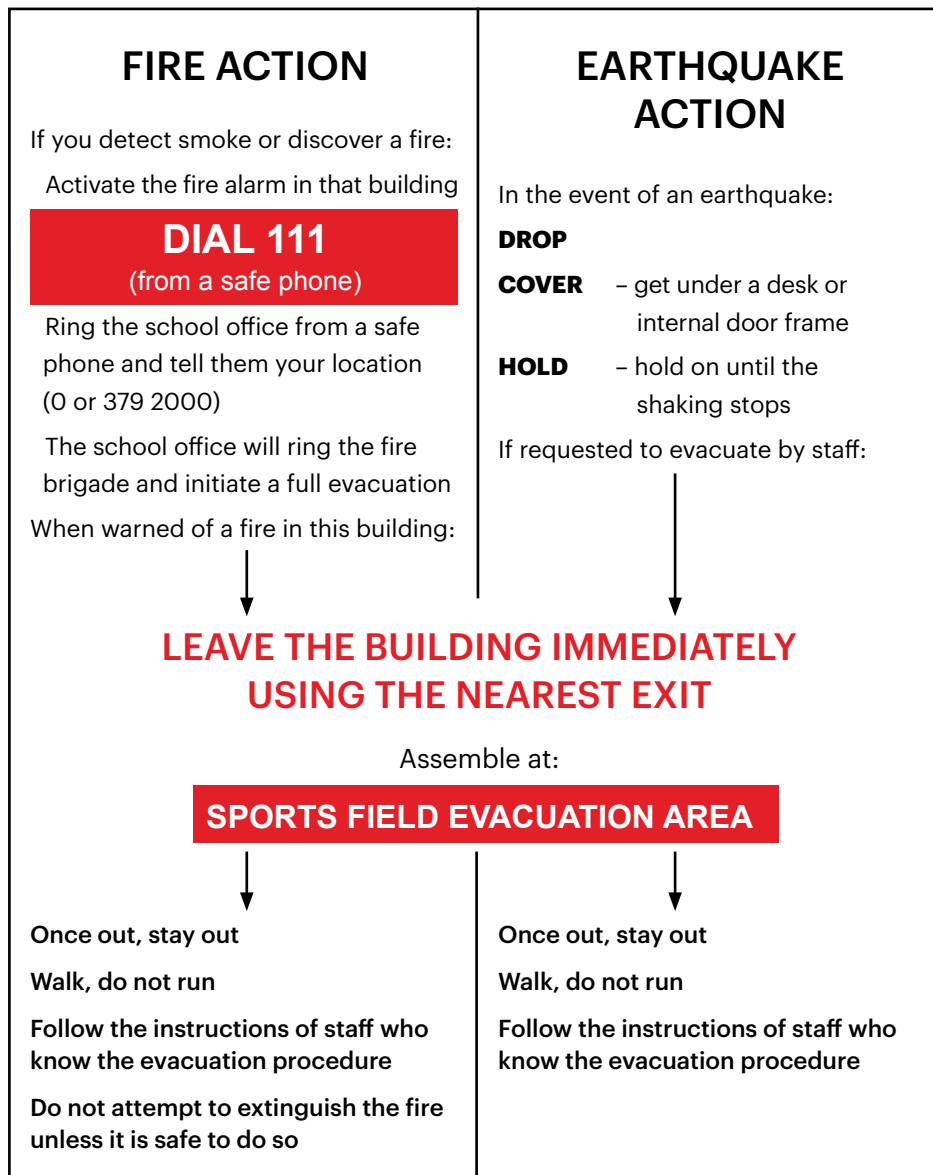 FIRE ACTION
If you detect smoke or discover a fire:
Activate the fire alarm in that building
DIAL 111
(from a safe phone)
Ring the school office from a safe
phone and tell them your location
(0 or 379 2000)
The school office will ring the fire
brigade and initiate a full evacuation
When warned of a fire in this building:
EARTHQUAKE
ACTION
In the event of an earthquake:
DROP
COVER – get under a desk or
internal door frame
HOLD – hold on until the
shaking stops
If requested to evacuate by staff:
LEAVE THE BUILDING IMMEDIATELY
USING THE NEAREST EXIT
Assemble at:
SPORTS FIELD EVACUATION AREA
Once out, stay out
Walk, do not run
Follow the instructions of staff who
know the evacuation procedure
Do not attempt to extinguish the fire
unless it is safe to do so
Once out, stay out
Walk, do not run
Follow the instructions of staff who
know the evacuation procedure